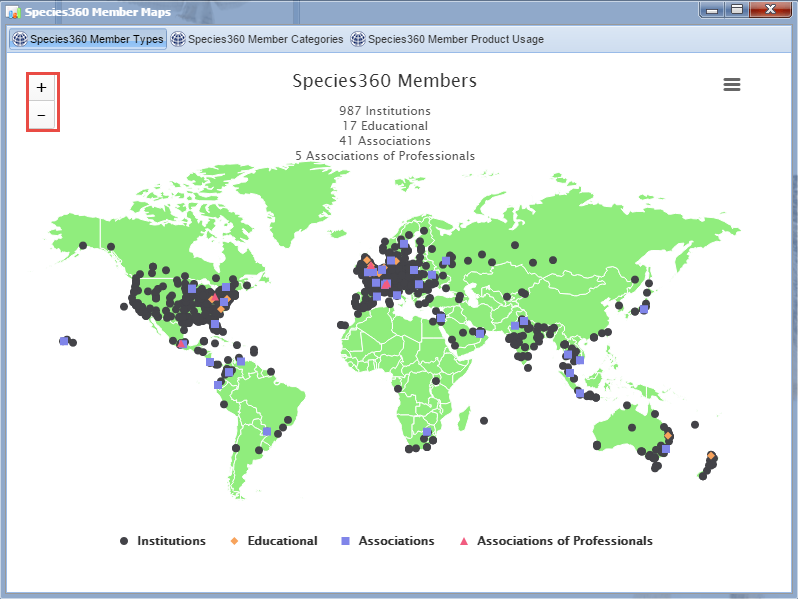 Species360 Member Maps
Species360 Member Types Species360 Member Categories Species360 Member Product Usage
+
−
Species360 Members
987 Institutions
17 Educational
41 Associations
5 Associations of Professionals
Institutions Educational Associations Associations of Professionals